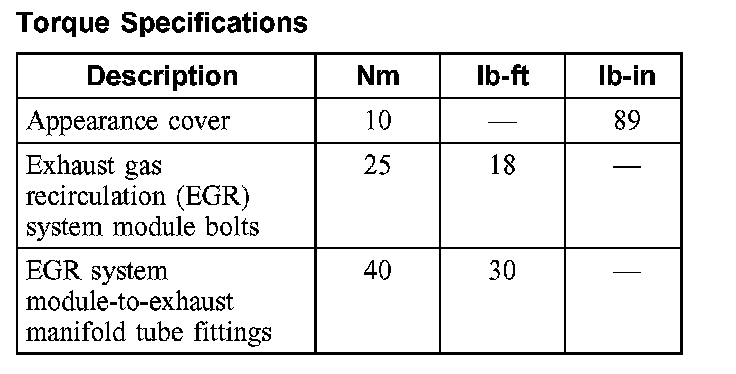 Torque Specifications
Description Nm lb-ft lb-in
Appearance cover 10 — 89
Exhaust gas 25 18 —
recirculation (EGR)
system module bolts
EGR system 40 30 —
module-to-exhaust
manifold tube fittings